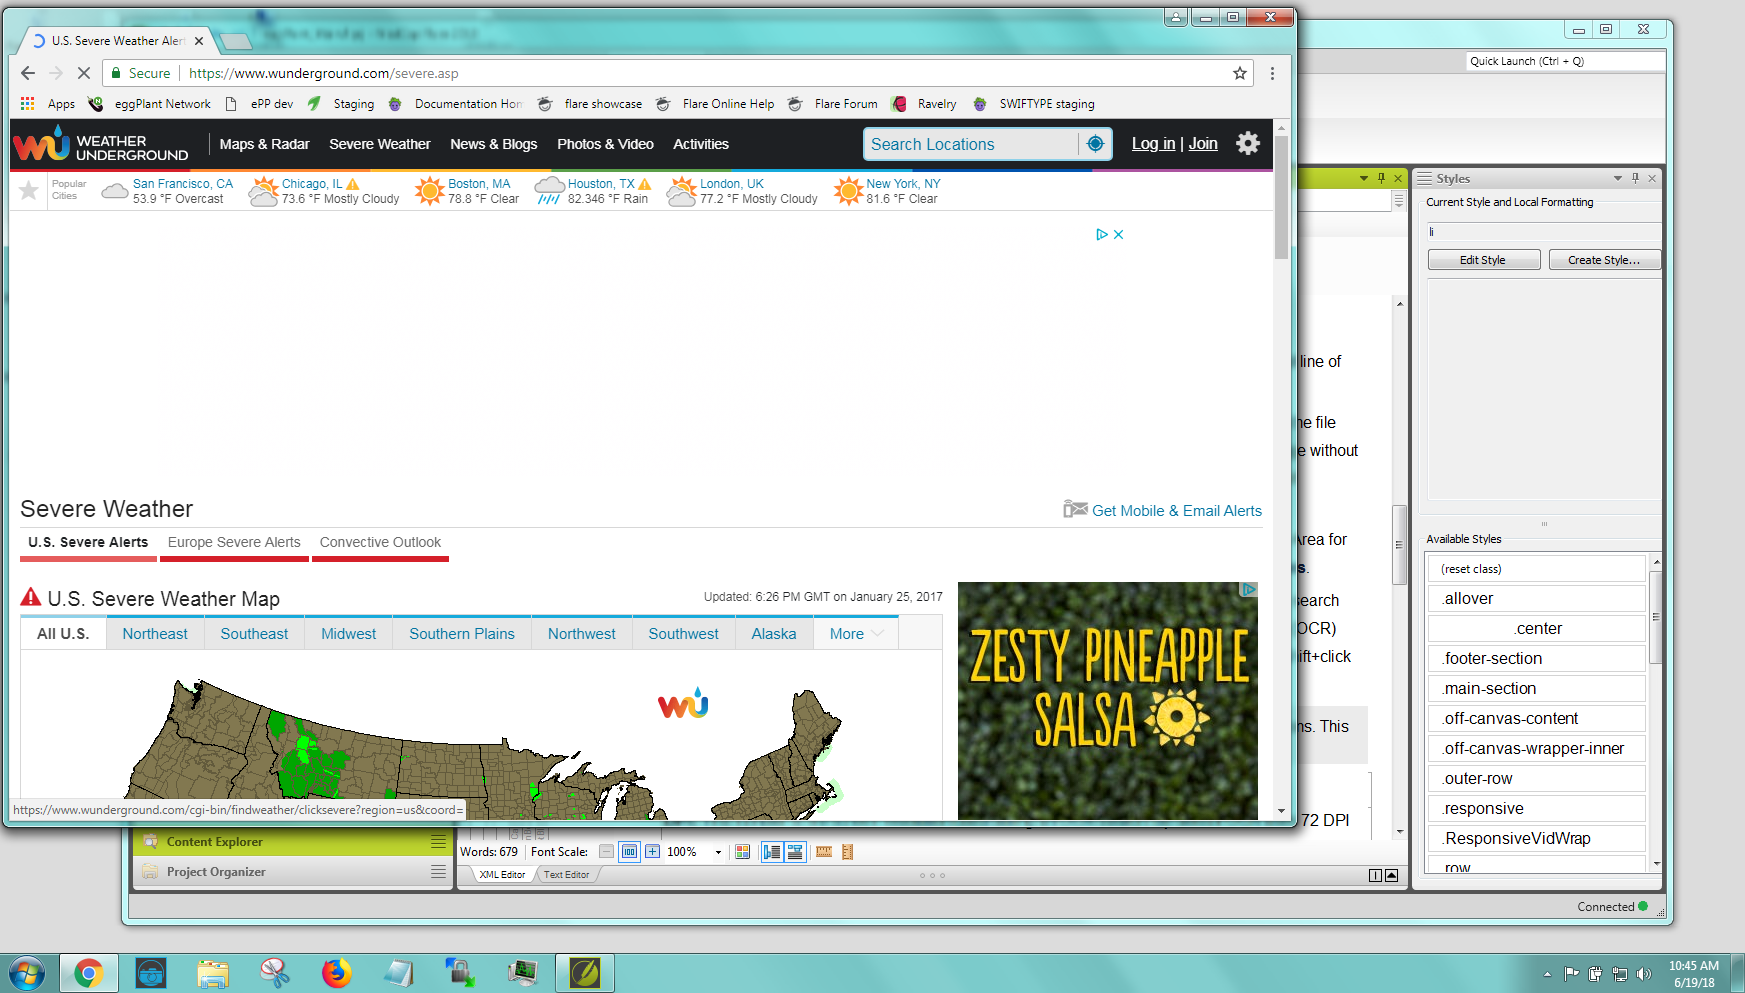 U.S. Severe Weather Aler
Quick Launch (Ctrl + Q)
Secure https://www.wunderground.com/severe.asp
Apps eggPlant Network ePP dev Staging Documentation Hom flare showcase Flare Online Help Flare Forum Ravelry SWIFTYPE staging
WEATHER UNDERGROUND
Maps & Radar Severe Weather News & Blogs Photos & Video Activities Search Locations Log in | Join
Popular Cities
San Francisco, CA
53.9 °F Overcast
Chicago, IL
73.6 °F Mostly Cloudy
Boston, MA
78.8 °F Clear
Houston, TX
82.346 °F Rain
London, UK
77.2 °F Mostly Cloudy
New York, NY
81.6 °F Clear
Severe Weather
Get Mobile & Email Alerts
U.S. Severe Alerts Europe Severe Alerts Convective Outlook
U.S. Severe Weather Map
Updated: 6:26 PM GMT on January 25, 2017
All U.S. Northeast Southeast Midwest Southern Plains Northwest Southwest Alaska More
WU
ZESTY PINEAPPLE
SALSA
https://www.wunderground.com/cgi-bin/findweather/clicksevere?region=us&coord=
line of
e file
e without
Area for
s.
earch
OCR)
ift+click
ns. This
72 DPI
Styles
Current Style and Local Formatting
li
Edit Style Create Style...
Available Styles
(reset class)
.allover
.center
.footer-section
.main-section
.off-canvas-content
.off-canvas-wrapper-inner
.outer-row
.responsive
.ResponsiveVidWrap
.row
Content Explorer
Project Organizer
Words: 679 Font Scale: 100 100%
XML Editor Text Editor
Connected
10:45 AM
6/19/18